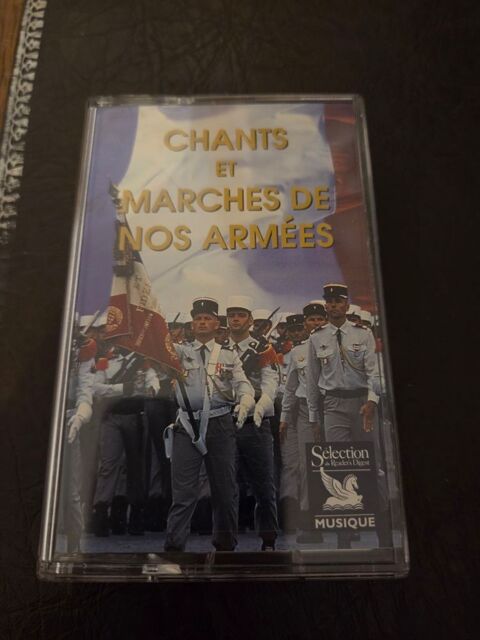 CHANTS
ET
MARCHES DE
NOS ARMÉES
Sélection
du Reader's Digest
MUSIQUE